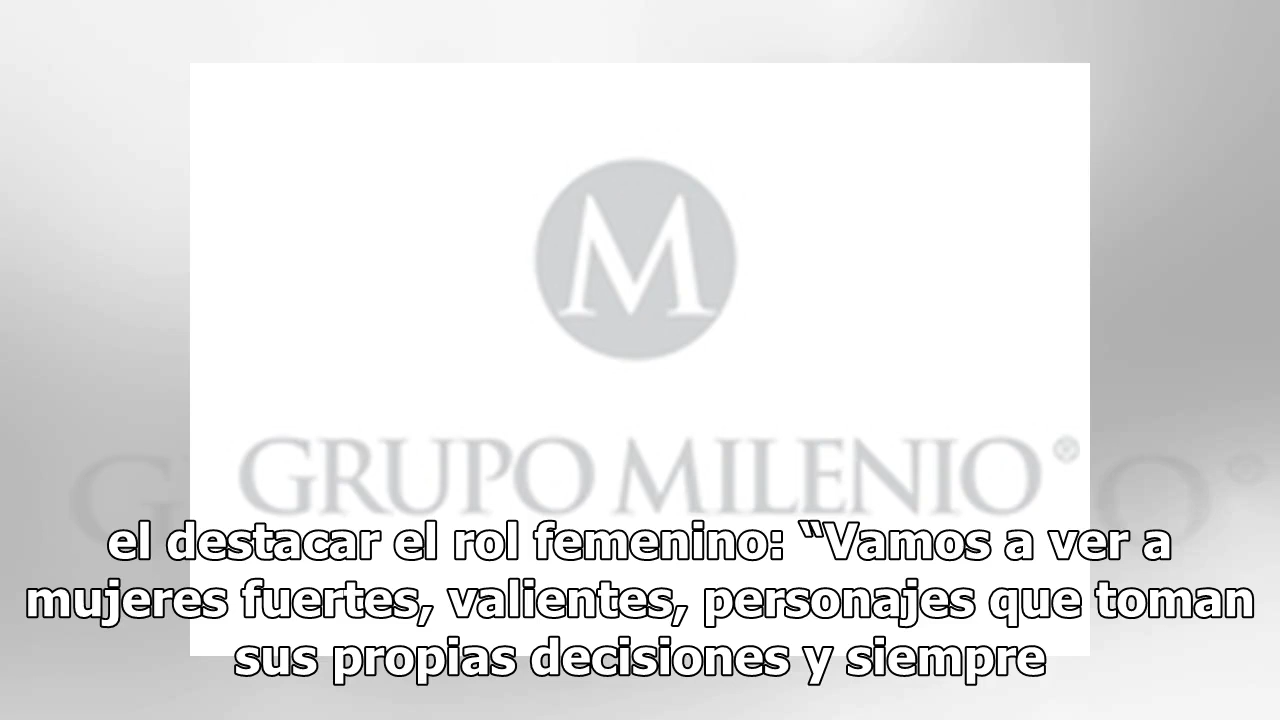 M
GRUPO MILENIO®
el destacar el rol femenino: “Vamos a ver a
mujeres fuertes, valientes, personajes que toman
sus propias decisiones y siempre